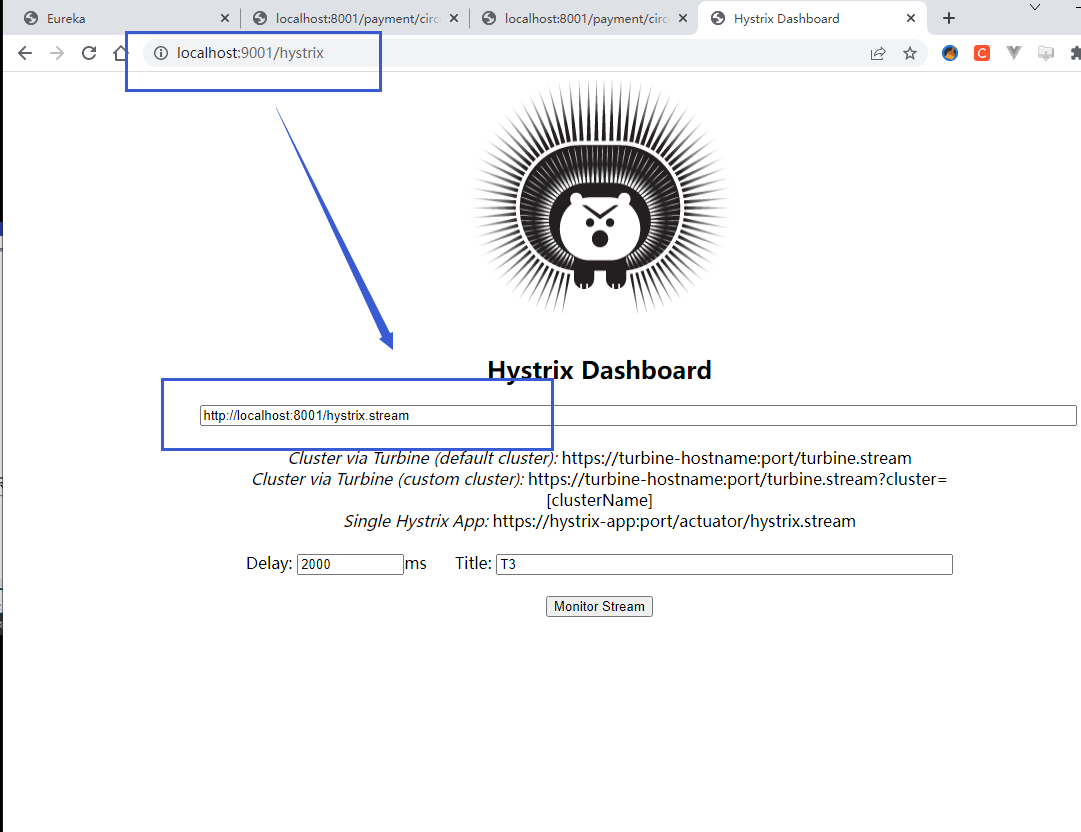 Eureka
localhost:8001/payment/circ
localhost:8001/payment/circ
Hystrix Dashboard
localhost:9001/hystrix
C
Hystrix Dashboard
http://localhost:8001/hystrix.stream
Cluster via Turbine (default cluster): https://turbine-hostname:port/turbine.stream
Cluster via Turbine (custom cluster): https://turbine-hostname:port/turbine.stream?cluster=
[clusterName]
Single Hystrix App: https://hystrix-app:port/actuator/hystrix.stream
Delay: 2000 ms Title: T3
Monitor Stream